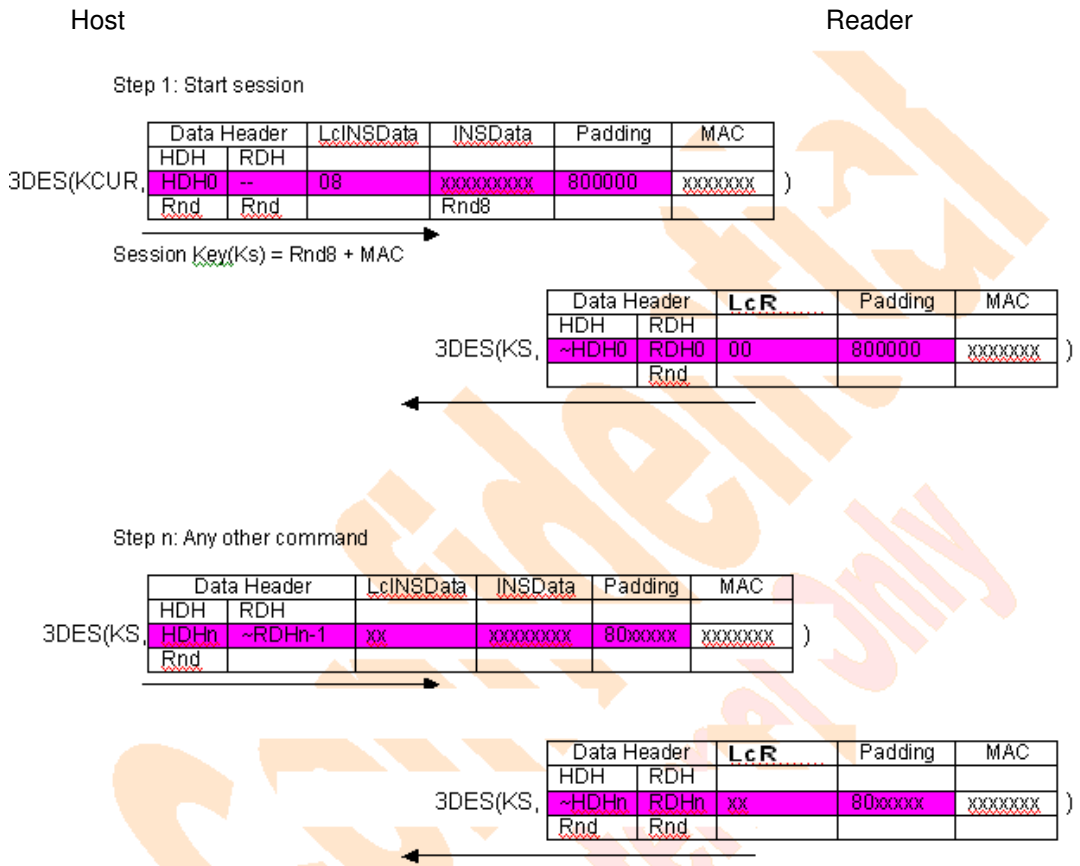 Host Reader
Step 1: Start session
Data Header LcINSData INSData Padding MAC
HDH RDH
3DES(KCUR, HDH0 -- 08 xxxxxxxxx 800000 xxxxxxx )
Rnd Rnd Rnd8
Session Key(Ks) = Rnd8 + MAC
Data Header LcR Padding MAC
HDH RDH
3DES(KS, ~HDH0 RDH0 00 800000 xxxxxxx )
Rnd
Step n: Any other command
Data Header LcINSData INSData Padding MAC
HDH RDH
3DES(KS, HDHn ~RDHn-1 xx xxxxxxxx 80xxxxx xxxxxxx )
Rnd
Data Header LcR Padding MAC
HDH RDH
3DES(KS, ~HDHn RDHn xx 80xxxxx xxxxxxx )
Rnd Rnd
Confidential
Internal Only